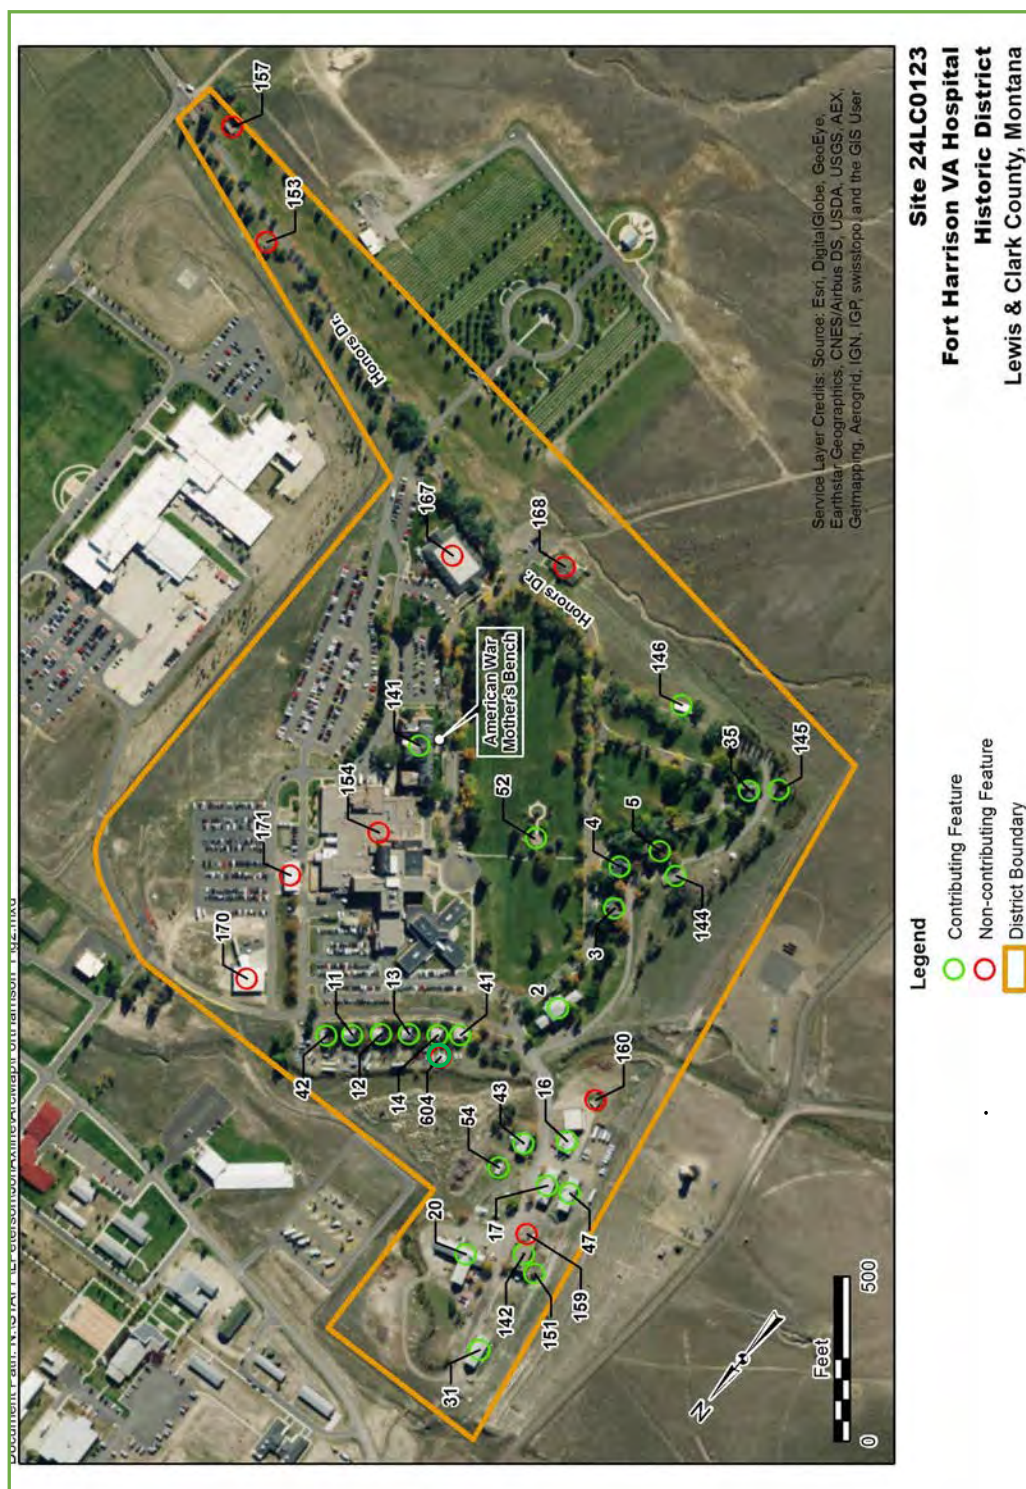 Site 24LC0123
Fort Harrison VA Hospital
Historic District
Lewis & Clark County, Montana
157
153
Honors Dr.
167
168
Honors Dr.
141
American War
Mother's Bench
146
154
171
170
52
35
145
5
4
144
3
2
42
11
12
13
14
41
604
54
43
16
160
20
17
47
142
151
159
31
Service Layer Credits: Source: Esri, DigitalGlobe, GeoEye,
Earthstar Geographics, CNES/Airbus DS, USDA, USGS, AEX,
Getmapping, Aerogrid, IGN, IGP, swisstopo, and the GIS User
N
0
500
Feet
Legend
Contributing Feature
Non-contributing Feature
District Boundary